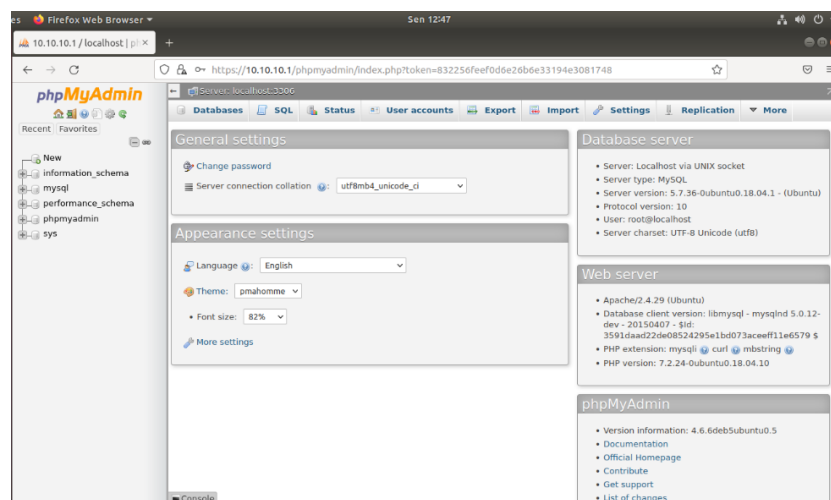 es Firefox Web Browser Sen 12:47
10.10.10.1 / localhost | ph
https://10.10.10.1/phpmyadmin/index.php?token=832256feef0d6e26b6e33194e3081748
phpMyAdmin
Recent Favorites
New
information_schema
mysql
performance_schema
phpmyadmin
sys
Server: localhost:3306
Databases SQL Status User accounts Export Import Settings Replication More
General settings
Change password
Server connection collation : utf8mb4_unicode_ci
Appearance settings
Language : English
Theme: pmahomme
• Font size: 82%
More settings
Database server
• Server: Localhost via UNIX socket
• Server type: MySQL
• Server version: 5.7.36-0ubuntu0.18.04.1 - (Ubuntu)
• Protocol version: 10
• User: root@localhost
• Server charset: UTF-8 Unicode (utf8)
Web server
• Apache/2.4.29 (Ubuntu)
• Database client version: libmysql - mysqlnd 5.0.12-
dev - 20150407 - $Id:
3591daad22de08524295e1bd073aceeff11e6579 $
• PHP extension: mysqli curl mbstring
• PHP version: 7.2.24-0ubuntu0.18.04.10
phpMyAdmin
• Version information: 4.6.6deb5ubuntu0.5
• Documentation
• Official Homepage
• Contribute
• Get support
• List of changes
Console